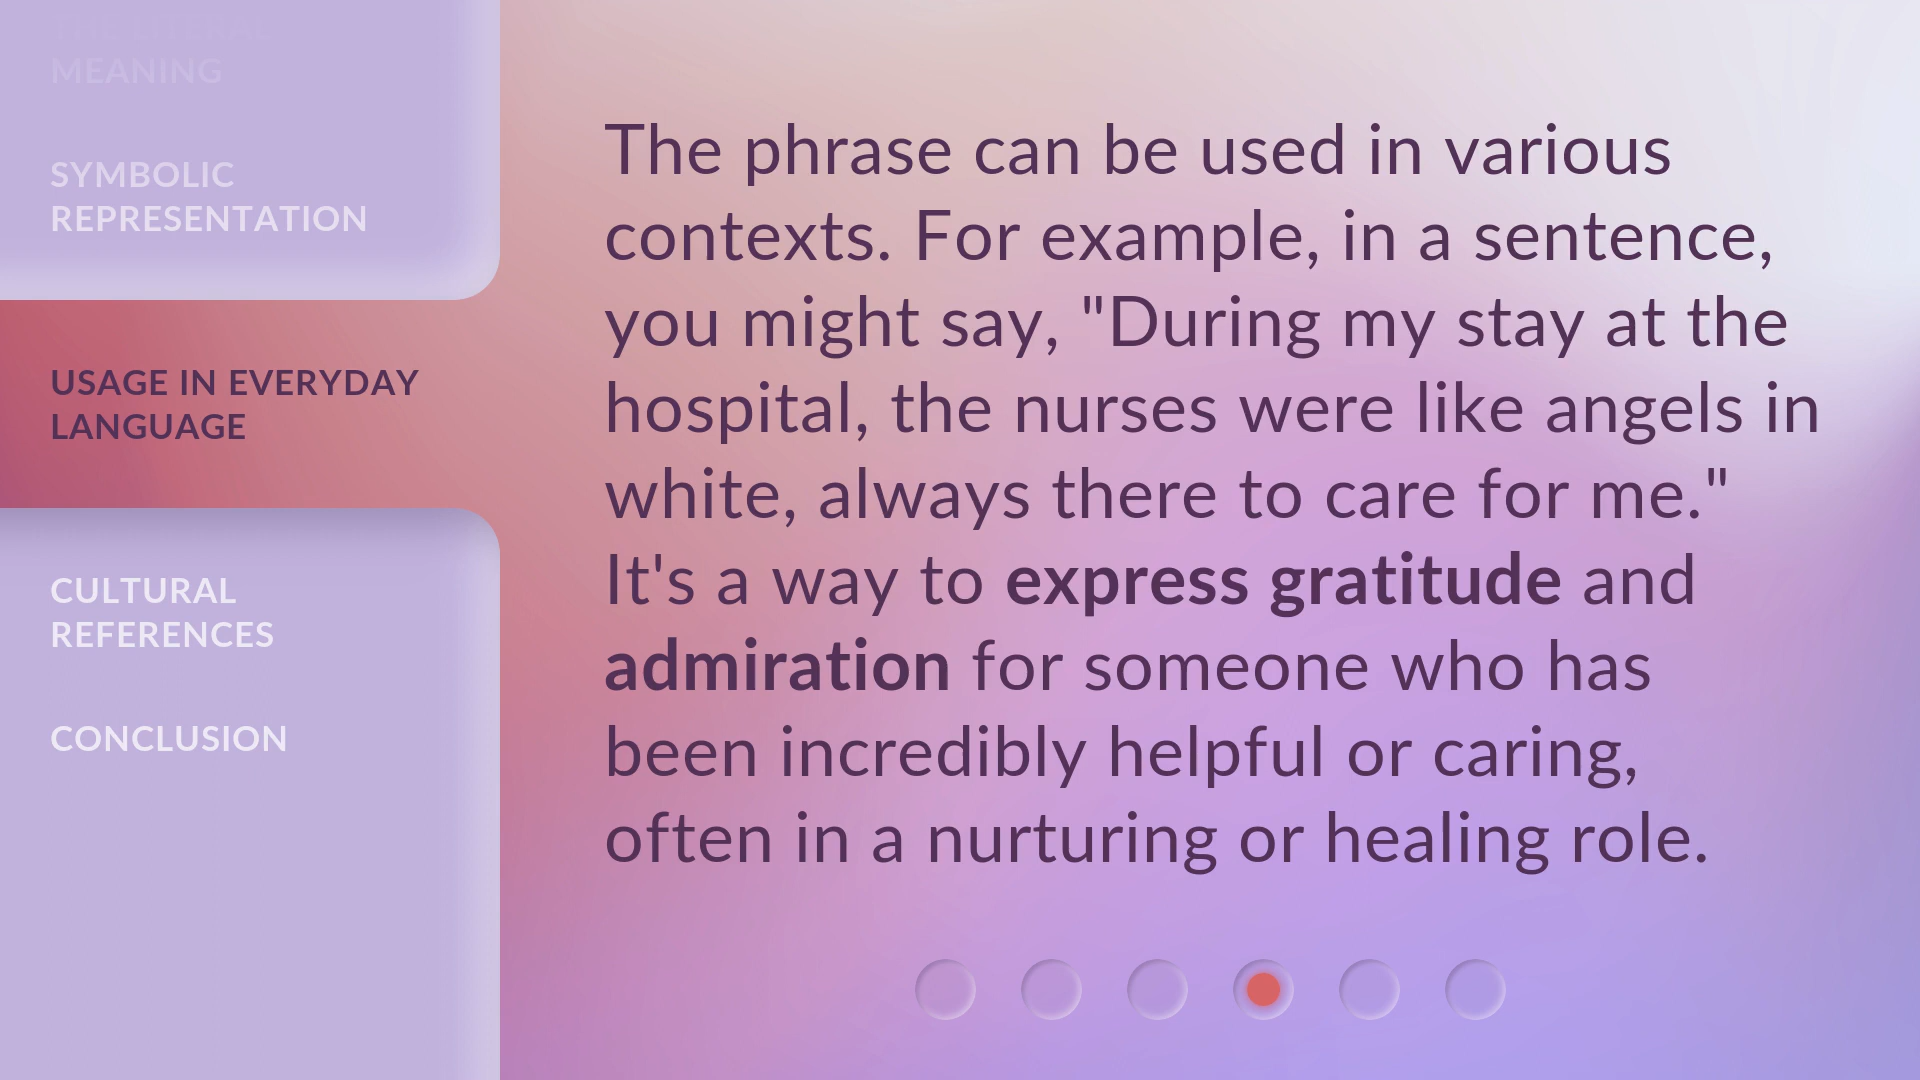 THE LITERAL
MEANING
SYMBOLIC
REPRESENTATION
USAGE IN EVERYDAY
LANGUAGE
CULTURAL
REFERENCES
CONCLUSION
The phrase can be used in various
contexts. For example, in a sentence,
you might say, "During my stay at the
hospital, the nurses were like angels in
white, always there to care for me."
It's a way to express gratitude and
admiration for someone who has
been incredibly helpful or caring,
often in a nurturing or healing role.